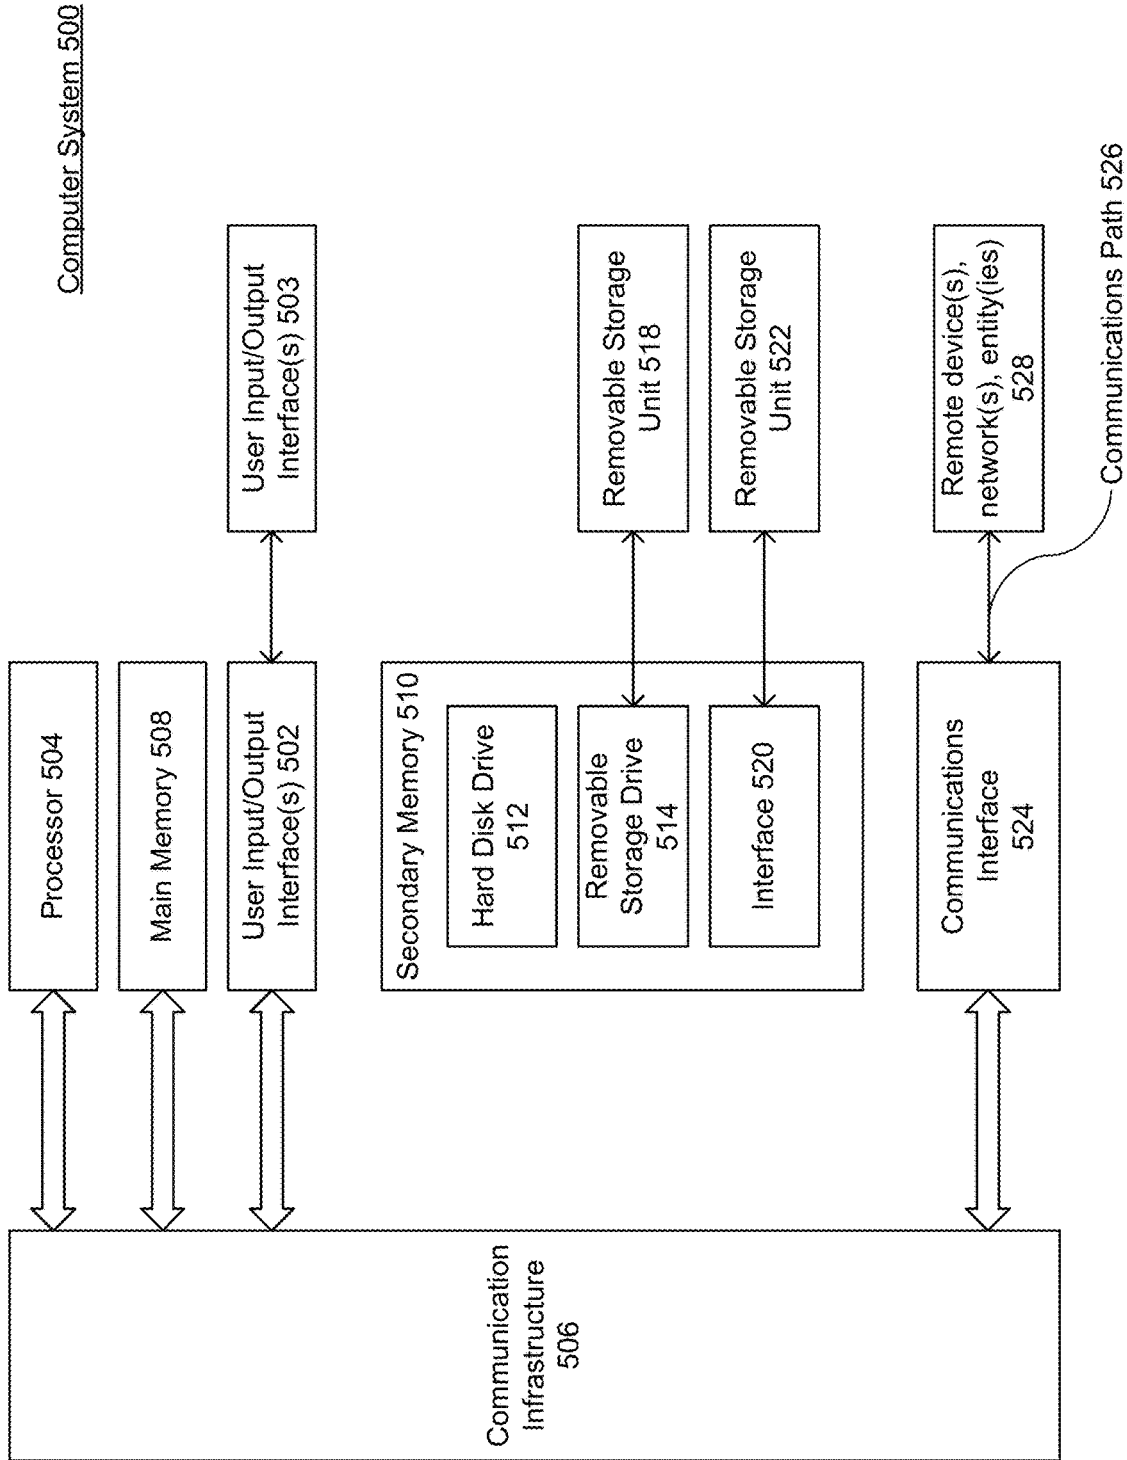 Computer System 500
Processor 504
Main Memory 508
User Input/Output
Interface(s) 502
User Input/Output
Interface(s) 503
Communication
Infrastructure
506
Secondary Memory 510
Hard Disk Drive
512
Removable
Storage Drive
514
Removable Storage
Unit 518
Interface 520
Removable Storage
Unit 522
Communications
Interface
524
Remote device(s),
network(s), entity(ies)
528
Communications Path 526